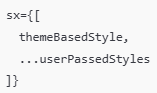 sx={[
  themeBasedStyle,
  ...userPassedStyles
]}